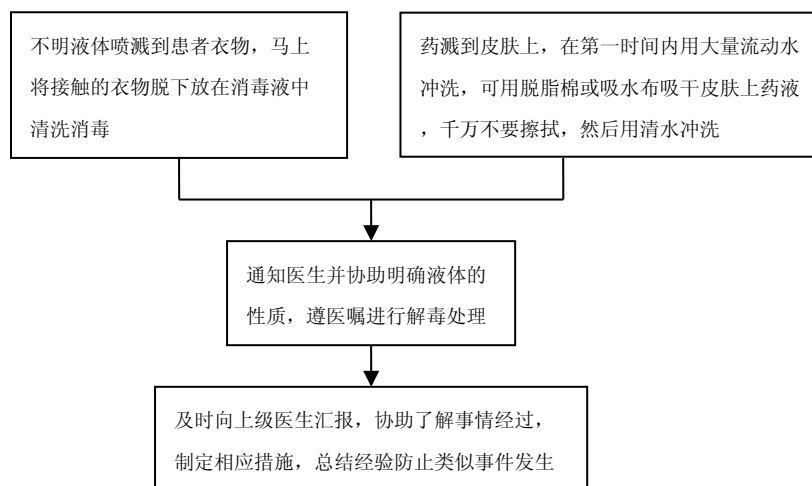 不明液体喷溅到患者衣物，马上
将接触的衣物脱下放在消毒液中
清洗消毒
药溅到皮肤上，在第一时间内用大量流动水
冲洗，可用脱脂棉或吸水布吸干皮肤上药液
，千万不要擦拭，然后用清水冲洗
通知医生并协助明确液体的
性质，遵医嘱进行解毒处理
及时向上级医生汇报，协助了解事情经过，
制定相应措施，总结经验防止类似事件发生